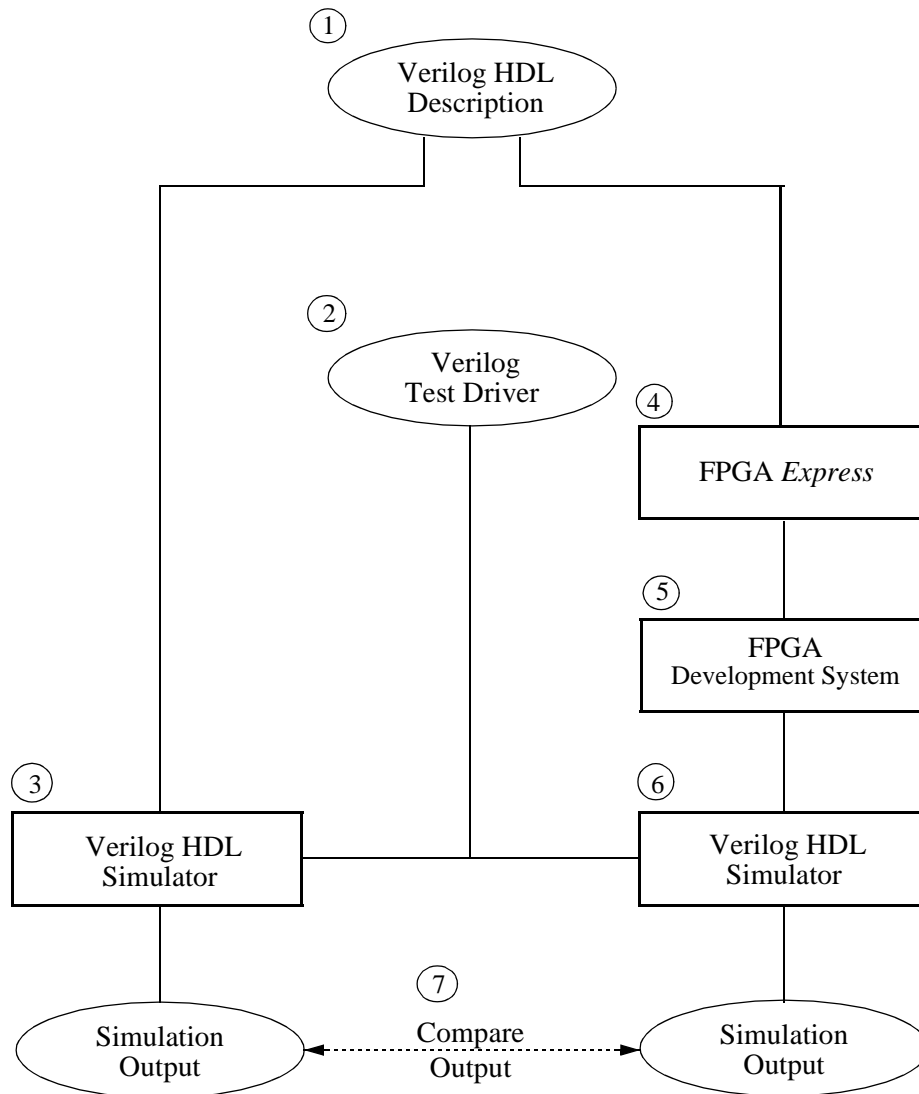 1
Verilog HDL
Description
2
Verilog
Test Driver
4
FPGA Express
5
FPGA
Development System
3
Verilog HDL
Simulator
6
Verilog HDL
Simulator
7
Compare
Output
Simulation
Output
Simulation
Output